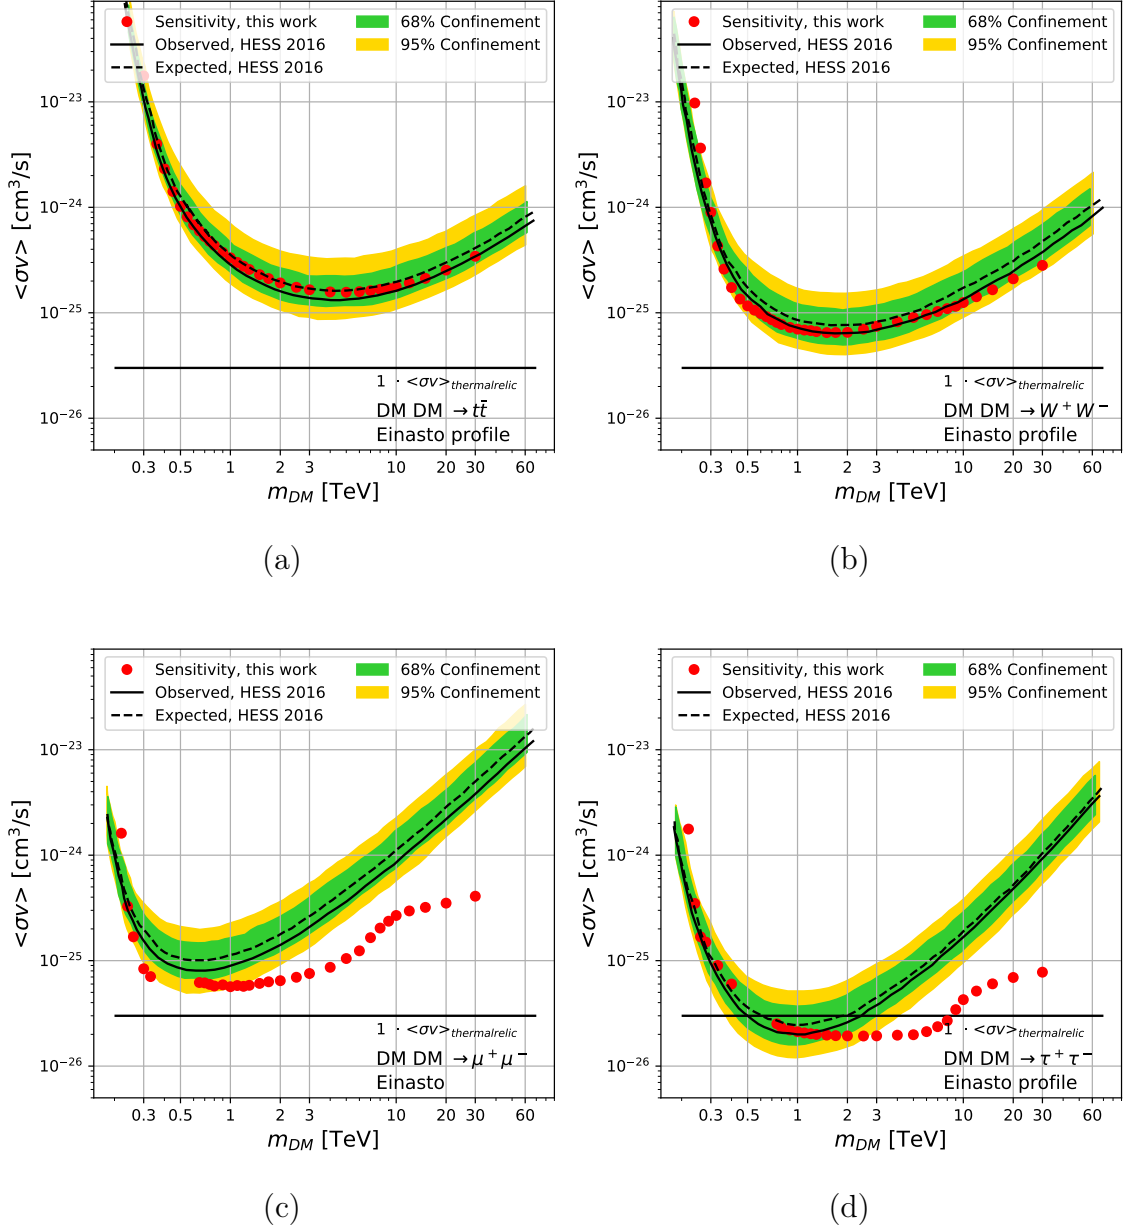 Sensitivity, this work
Observed, HESS 2016
Expected, HESS 2016
68% Confinement
95% Confinement
10⁻²³
10⁻²⁴
10⁻²⁵
10⁻²⁶
<σv> [cm³/s]
1 · <σv>thermalrelic
DM DM → tt̄
Einasto profile
0.3 0.5 1 2 3 10 20 30 60
m_DM [TeV]
(a)
Sensitivity, this work
Observed, HESS 2016
Expected, HESS 2016
68% Confinement
95% Confinement
10⁻²³
10⁻²⁴
10⁻²⁵
10⁻²⁶
<σv> [cm³/s]
1 · <σv>thermalrelic
DM DM → W⁺W⁻
Einasto profile
0.3 0.5 1 2 3 10 20 30 60
m_DM [TeV]
(b)
Sensitivity, this work
Observed, HESS 2016
Expected, HESS 2016
68% Confinement
95% Confinement
10⁻²³
10⁻²⁴
10⁻²⁵
10⁻²⁶
<σv> [cm³/s]
1 · <σv>thermalrelic
DM DM → μ⁺μ⁻
Einasto
0.3 0.5 1 2 3 10 20 30 60
m_DM [TeV]
(c)
Sensitivity, this work
Observed, HESS 2016
Expected, HESS 2016
68% Confinement
95% Confinement
10⁻²³
10⁻²⁴
10⁻²⁵
10⁻²⁶
<σv> [cm³/s]
1 · <σv>thermalrelic
DM DM → τ⁺τ⁻
Einasto profile
0.3 0.5 1 2 3 10 20 30 60
m_DM [TeV]
(d)